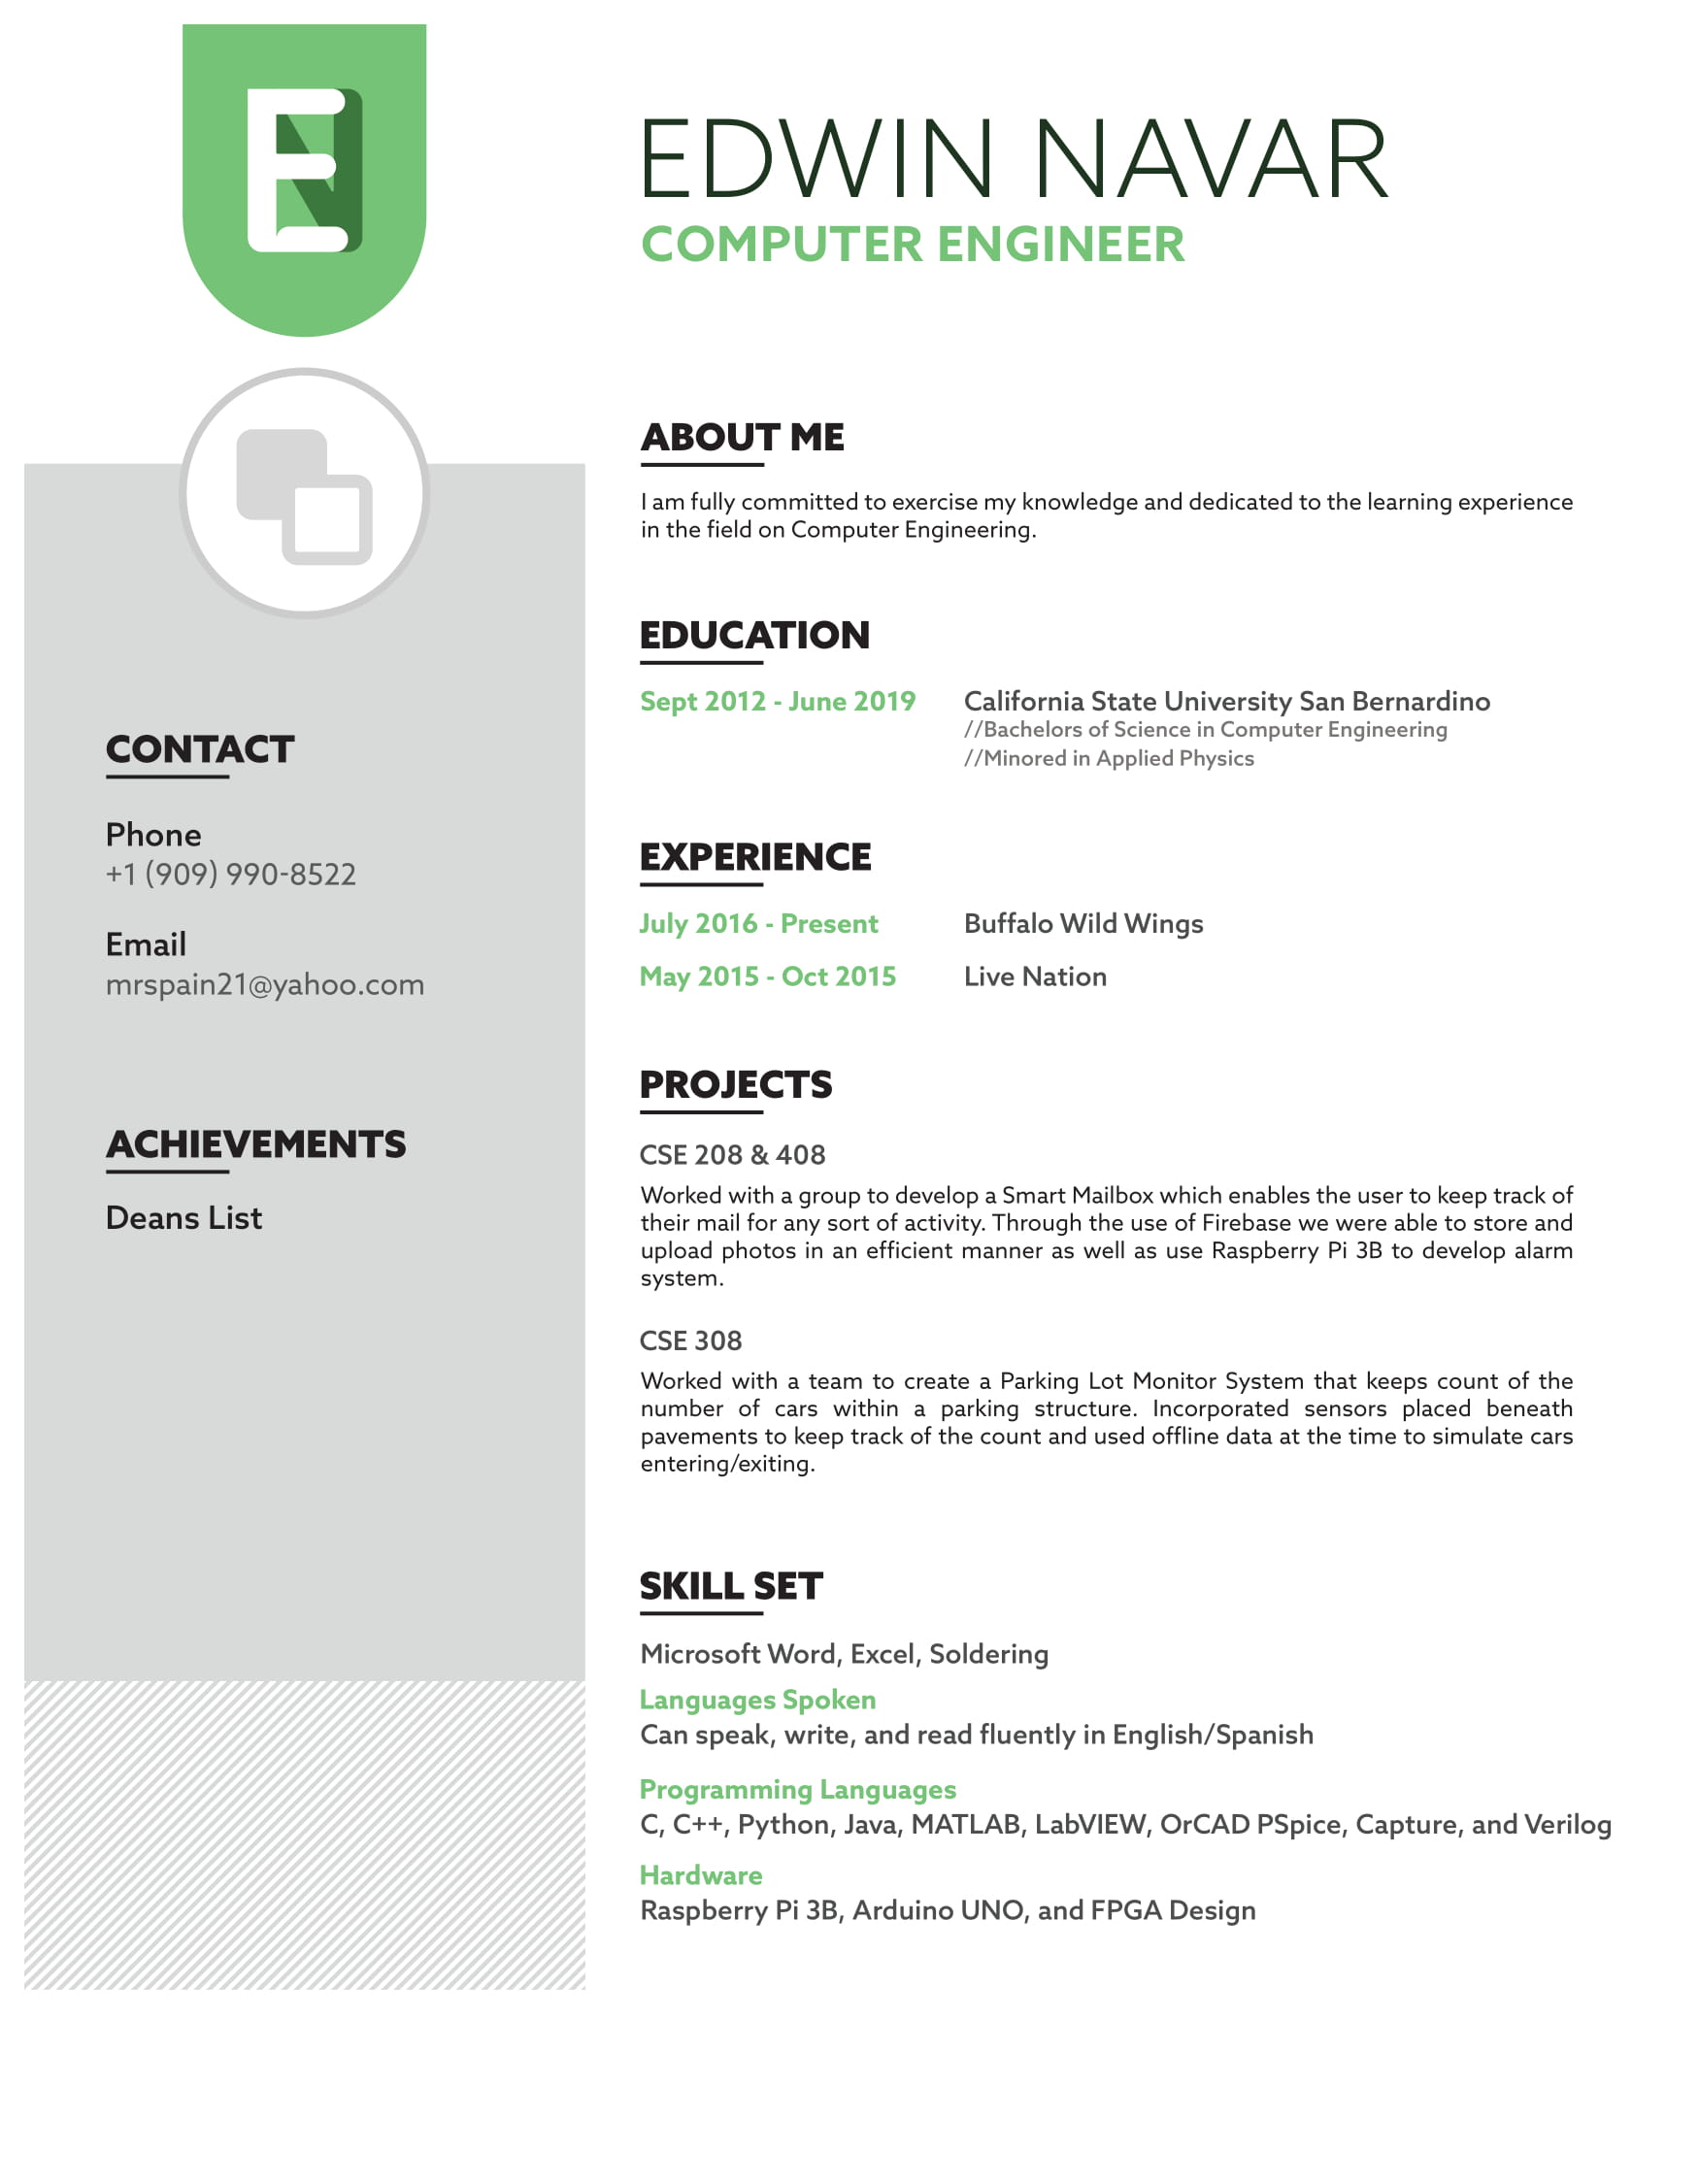 EDWIN NAVAR
COMPUTER ENGINEER
CONTACT
Phone
+1 (909) 990-8522
Email
mrspain21@yahoo.com
ACHIEVEMENTS
Deans List
ABOUT ME
I am fully committed to exercise my knowledge and dedicated to the learning experience
in the field on Computer Engineering.
EDUCATION
Sept 2012 - June 2019 California State University San Bernardino
//Bachelors of Science in Computer Engineering
//Minored in Applied Physics
EXPERIENCE
July 2016 - Present Buffalo Wild Wings
May 2015 - Oct 2015 Live Nation
PROJECTS
CSE 208 & 408
Worked with a group to develop a Smart Mailbox which enables the user to keep track of
their mail for any sort of activity. Through the use of Firebase we were able to store and
upload photos in an efficient manner as well as use Raspberry Pi 3B to develop alarm
system.
CSE 308
Worked with a team to create a Parking Lot Monitor System that keeps count of the
number of cars within a parking structure. Incorporated sensors placed beneath
pavements to keep track of the count and used offline data at the time to simulate cars
entering/exiting.
SKILL SET
Microsoft Word, Excel, Soldering
Languages Spoken
Can speak, write, and read fluently in English/Spanish
Programming Languages
C, C++, Python, Java, MATLAB, LabVIEW, OrCAD PSpice, Capture, and Verilog
Hardware
Raspberry Pi 3B, Arduino UNO, and FPGA Design